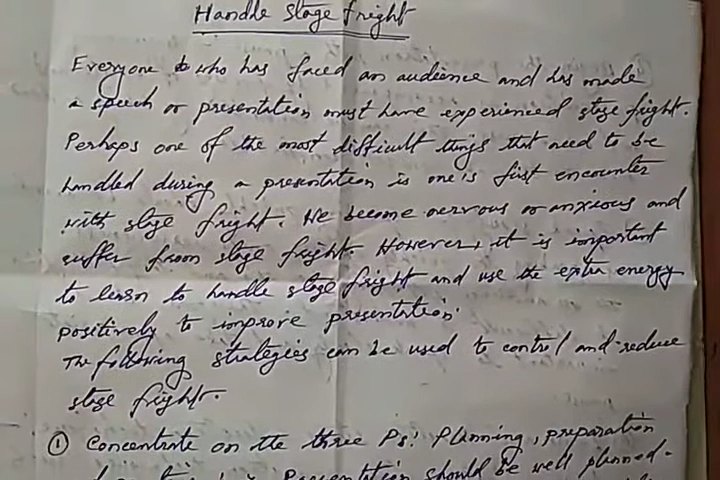 Handle Stage fright
Everyone who has faced an audience and has made
a speech or presentation must have experienced stage fright.
Perhaps one of the most difficult things that need to be
handled during a presentation is one's first encounter
with stage fright. He become nervous or anxious and
suffer from stage fright. However, it is important
to learn to handle stage fright and use the extra energy
positively to improve presentation.
The following strategies can be used to control and reduce
stage fright.
① Concentrate on the three Ps: Planning, preparation
Presentation should be well planned.